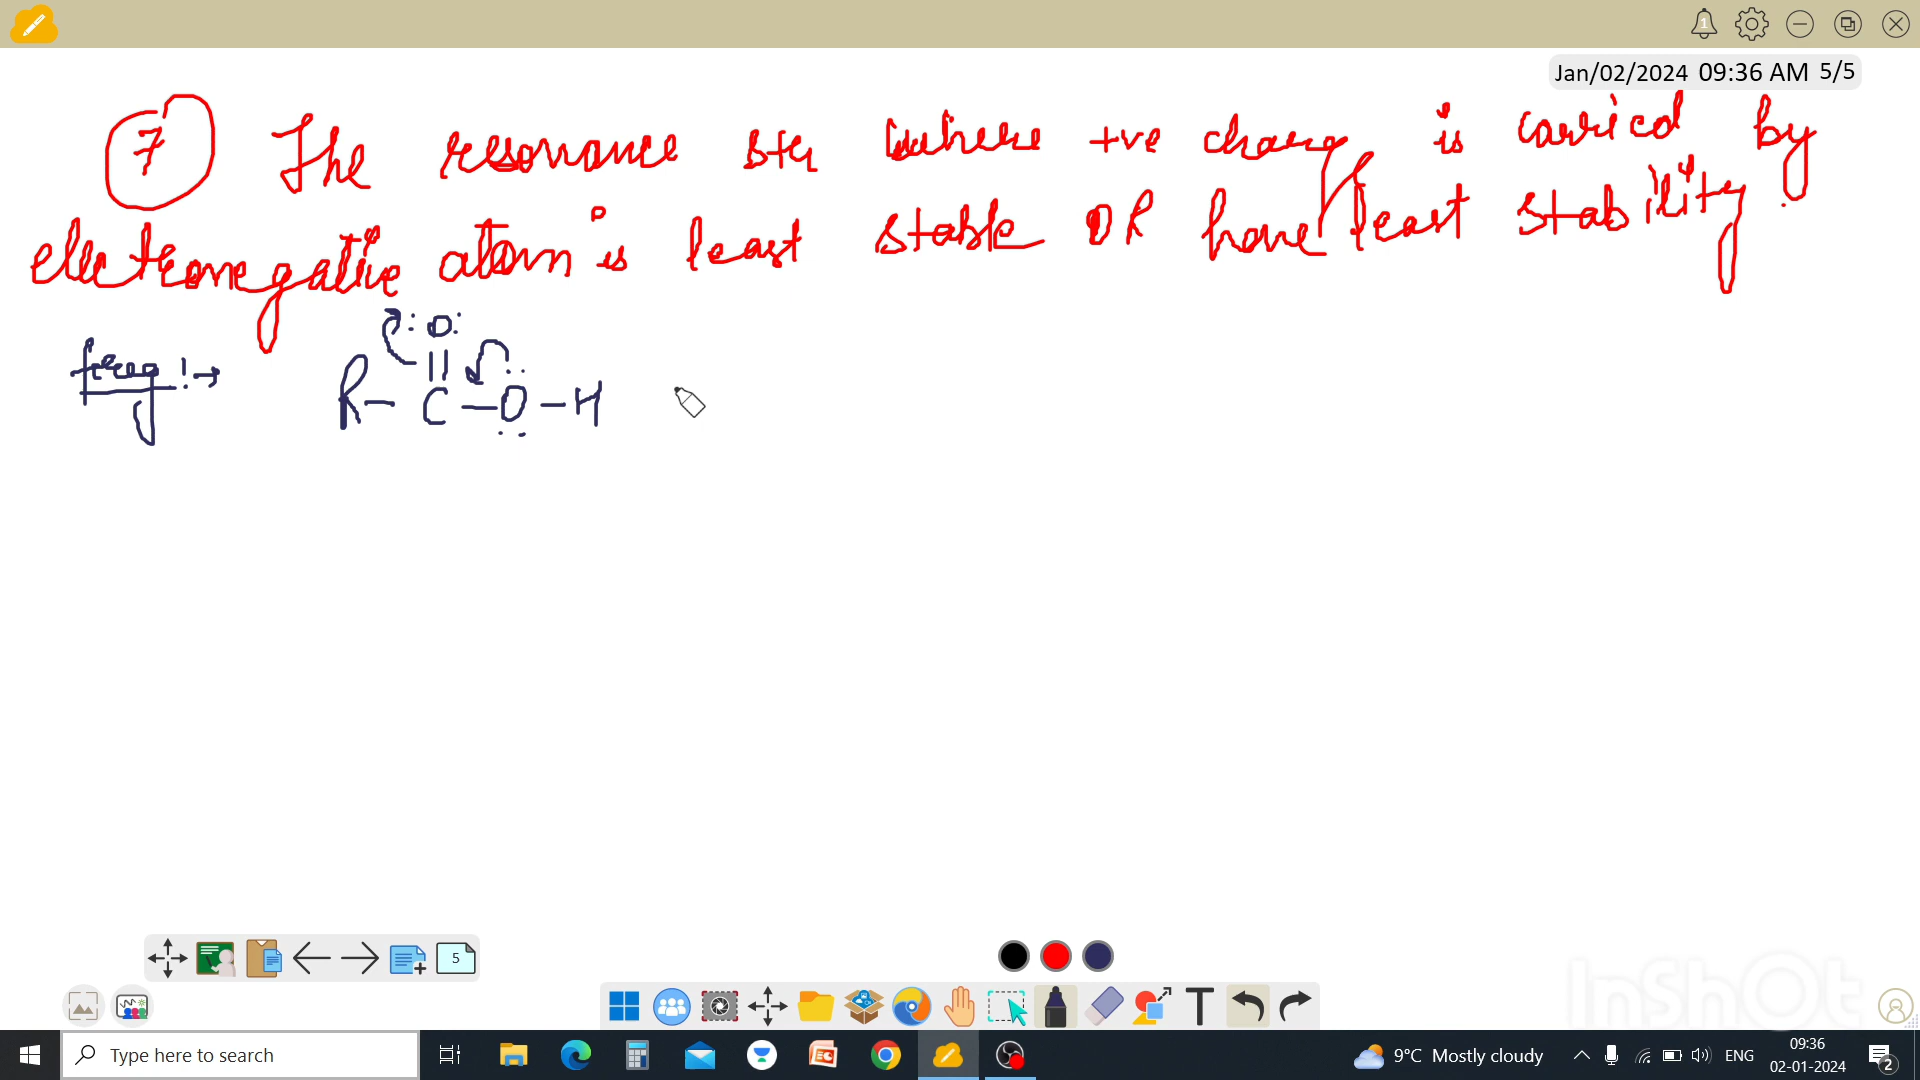 Jan/02/2024 09:36 AM 5/5
7 The resonance str where +ve charge is carried by
electronegative atom is least stable OR have least stability.
:O:
R - C - O - H
5
T
InShOt
Type here to search
9°C Mostly cloudy
ENG
09:36
02-01-2024
2